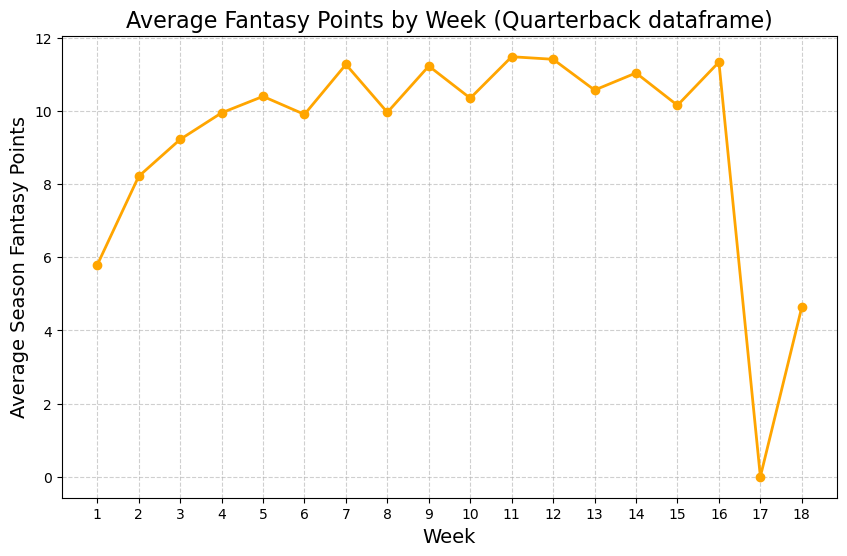 Average Fantasy Points by Week (Quarterback dataframe)
Average Season Fantasy Points
12
10
8
6
4
2
0
1 2 3 4 5 6 7 8 9 10 11 12 13 14 15 16 17 18
Week